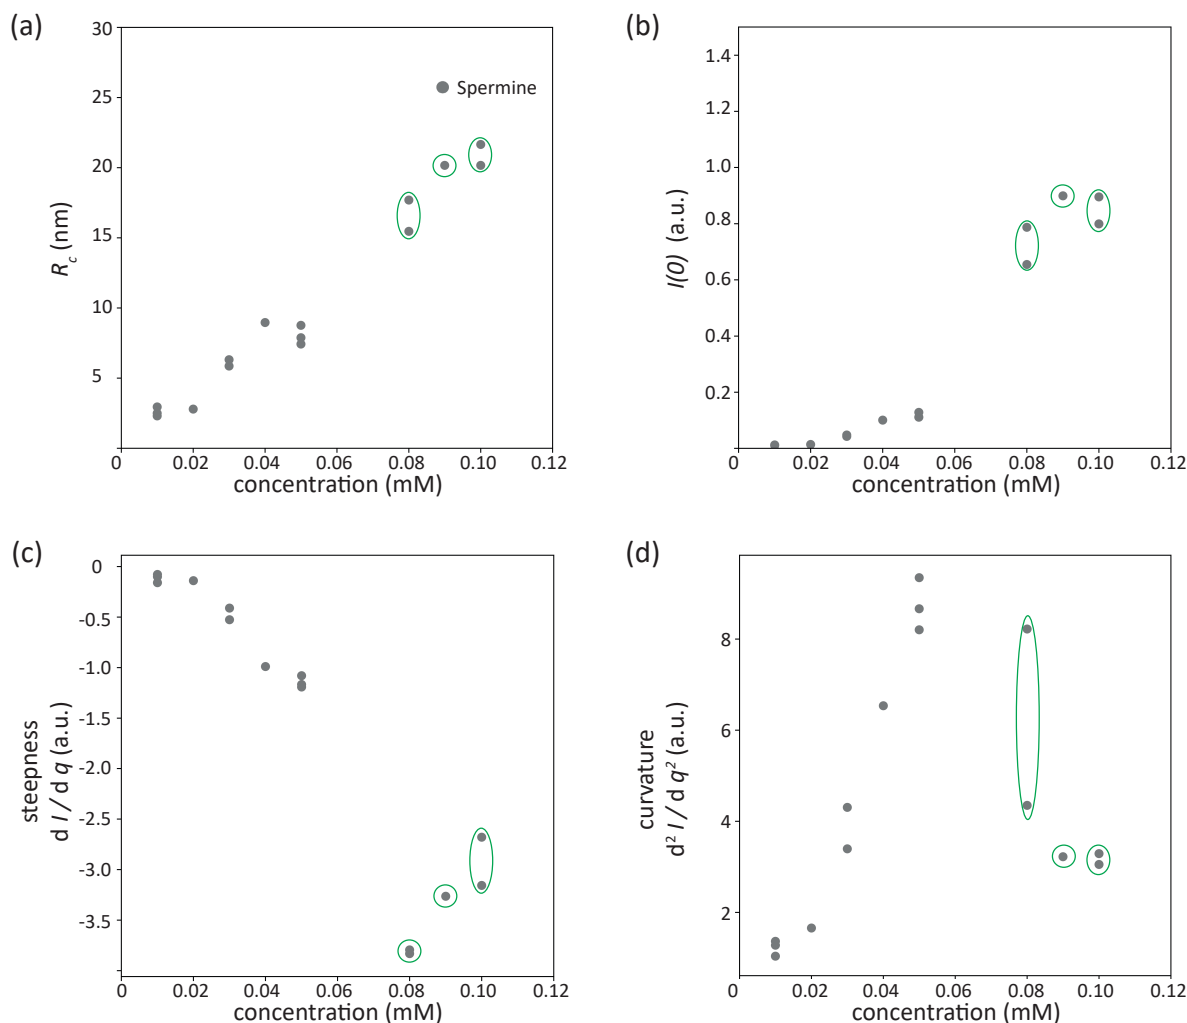 (a)
30
25
20
15
10
5
R_c (nm)
Spermine
0 0.02 0.04 0.06 0.08 0.10 0.12
concentration (mM)
(b)
1.4
1.2
1.0
0.8
0.6
0.4
0.2
I(0) (a.u.)
0 0.02 0.04 0.06 0.08 0.10 0.12
concentration (mM)
(c)
0
-0.5
-1.0
-1.5
-2.0
-2.5
-3.0
-3.5
steepness
d I / d q (a.u.)
0 0.02 0.04 0.06 0.08 0.10 0.12
concentration (mM)
(d)
8
6
4
2
curvature
d² I / d q² (a.u.)
0 0.02 0.04 0.06 0.08 0.10 0.12
concentration (mM)